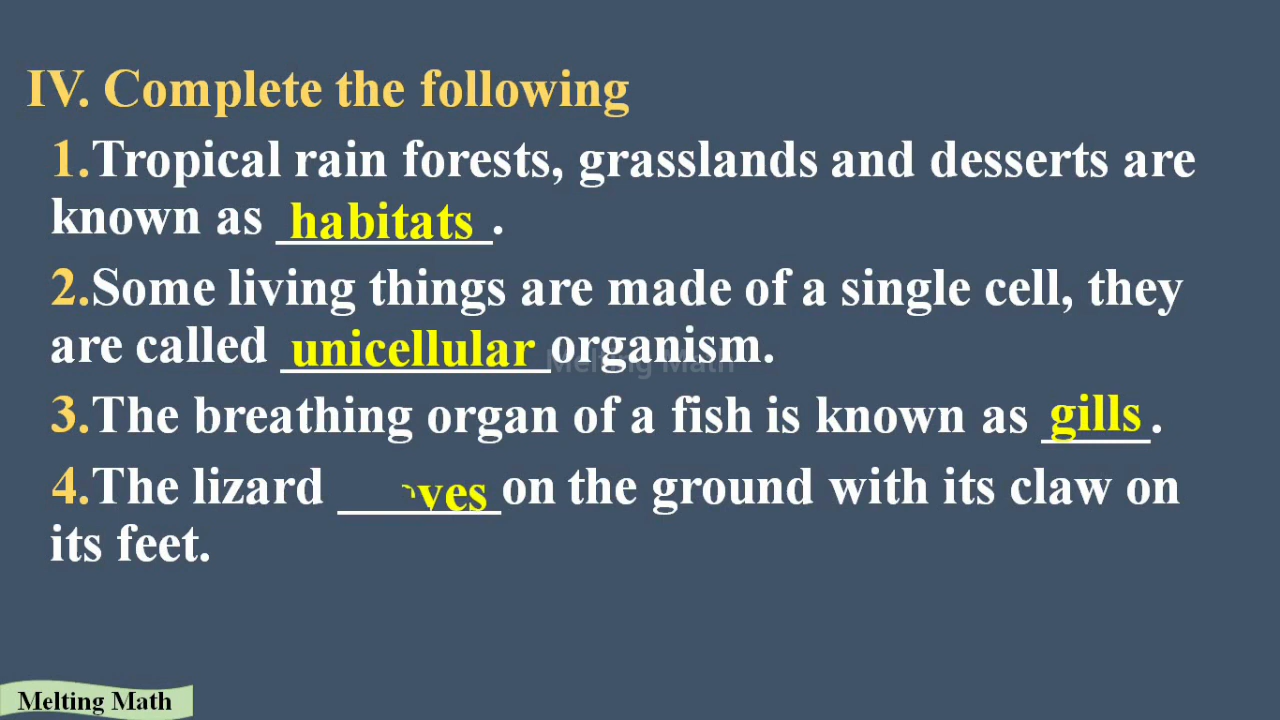 IV. Complete the following
1.Tropical rain forests, grasslands and desserts are
known as habitats.
2.Some living things are made of a single cell, they
are called unicellular organism.
Melting Math
3.The breathing organ of a fish is known as gills.
4.The lizard on the ground with its claw on
its feet.
Melting Math